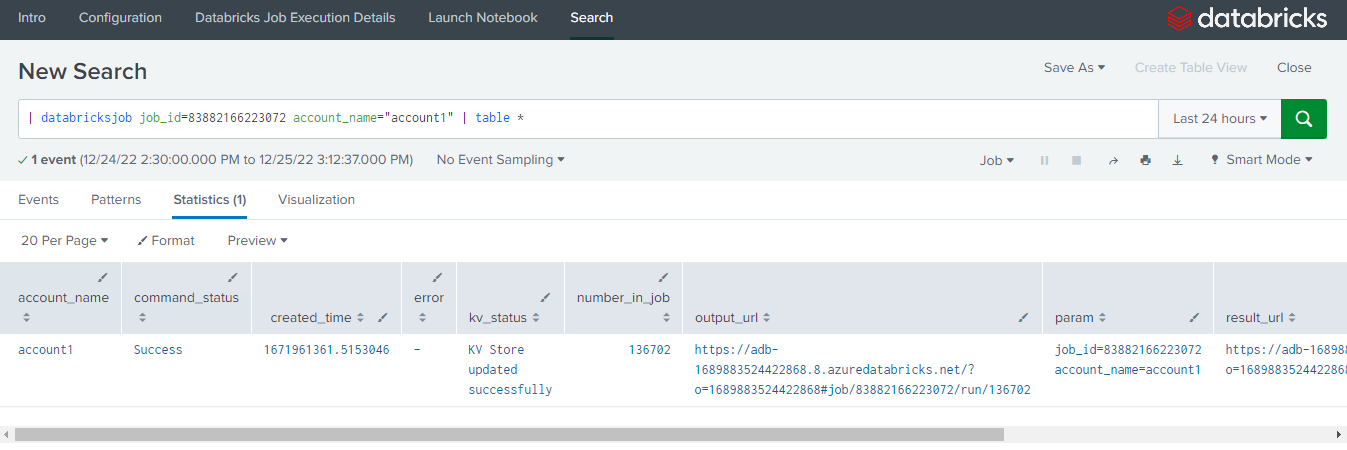 Intro Configuration Databricks Job Execution Details Launch Notebook Search databricks
New Search Save As Create Table View Close
| databricksjob job_id=83882166223072 account_name="account1" | table * Last 24 hours
1 event (12/24/22 2:30:00.000 PM to 12/25/22 3:12:37.000 PM) No Event Sampling Job Smart Mode
Events Patterns Statistics (1) Visualization
20 Per Page Format Preview
account_name command_status created_time error kv_status number_in_job output_url param result_url
account1 Success 1671961361.5153046 - KV Store 136702 https://adb- job_id=83882166223072 https://adb-16898
updated 1689883524422868.8.azuredatabricks.net/? account_name=account1 o=1689883524422868
successfully o=1689883524422868#job/83882166223072/run/136702